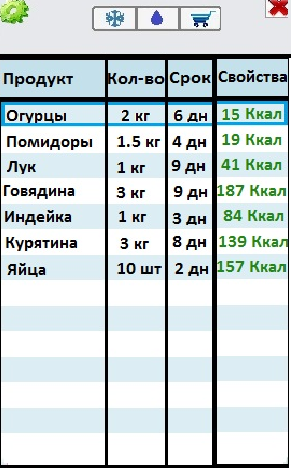 Продукт Кол-во Срок Свойства
Огурцы 2 кг 6 дн 15 Ккал
Помидоры 1.5 кг 4 дн 19 Ккал
Лук 1 кг 9 дн 41 Ккал
Говядина 3 кг 9 дн 187 Ккал
Индейка 1 кг 3 дн 84 Ккал
Курятина 3 кг 8 дн 139 Ккал
Яйца 10 шт 2 дн 157 Ккал